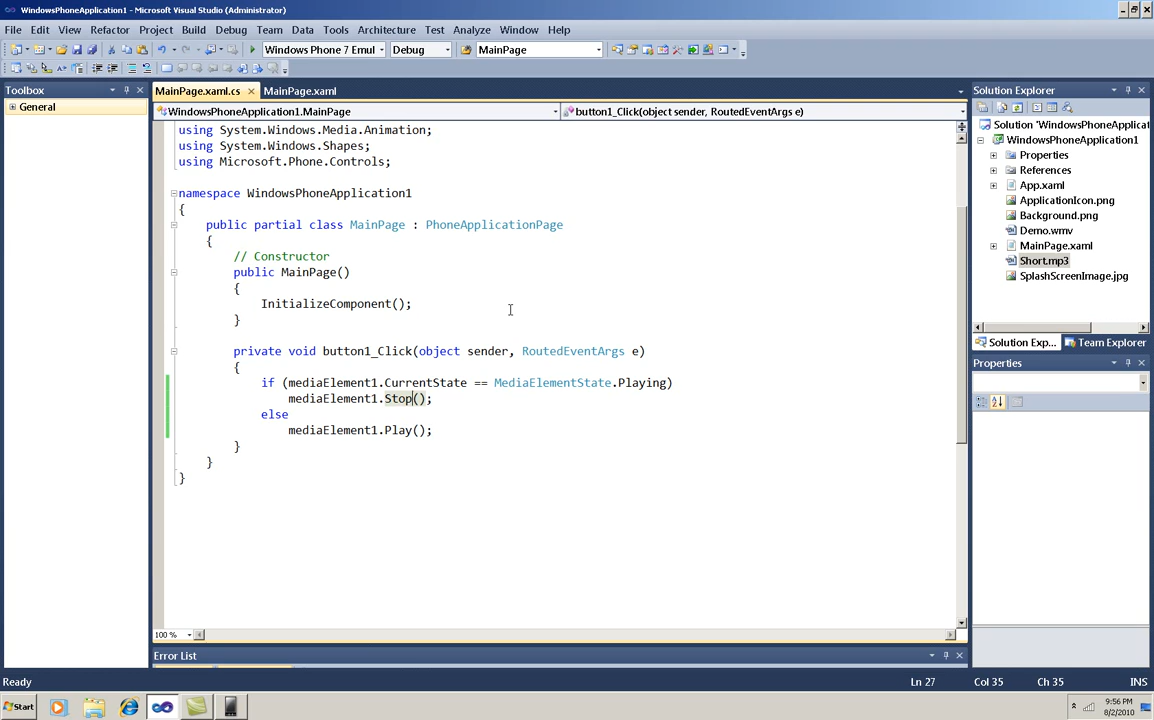 WindowsPhoneApplication1 - Microsoft Visual Studio (Administrator)
File Edit View Refactor Project Build Debug Team Data Tools Architecture Test Analyze Window Help
Windows Phone 7 Emul Debug MainPage
Toolbox
General
MainPage.xaml.cs MainPage.xaml
WindowsPhoneApplication1.MainPage button1_Click(object sender, RoutedEventArgs e)
using System.Windows.Media.Animation;
using System.Windows.Shapes;
using Microsoft.Phone.Controls;
namespace WindowsPhoneApplication1
{
public partial class MainPage : PhoneApplicationPage
{
// Constructor
public MainPage()
{
InitializeComponent();
}
private void button1_Click(object sender, RoutedEventArgs e)
{
if (mediaElement1.CurrentState == MediaElementState.Playing)
mediaElement1.Stop();
else
mediaElement1.Play();
}
}
}
100 %
Error List
Solution Explorer
Solution 'WindowsPhoneApplicat
WindowsPhoneApplication1
Properties
References
App.xaml
ApplicationIcon.png
Background.png
Demo.wmv
MainPage.xaml
Short.mp3
SplashScreenImage.jpg
Solution Exp... Team Explorer
Properties
Ready Ln 27 Col 35 Ch 35 INS
Start
9:56 PM
8/2/2010